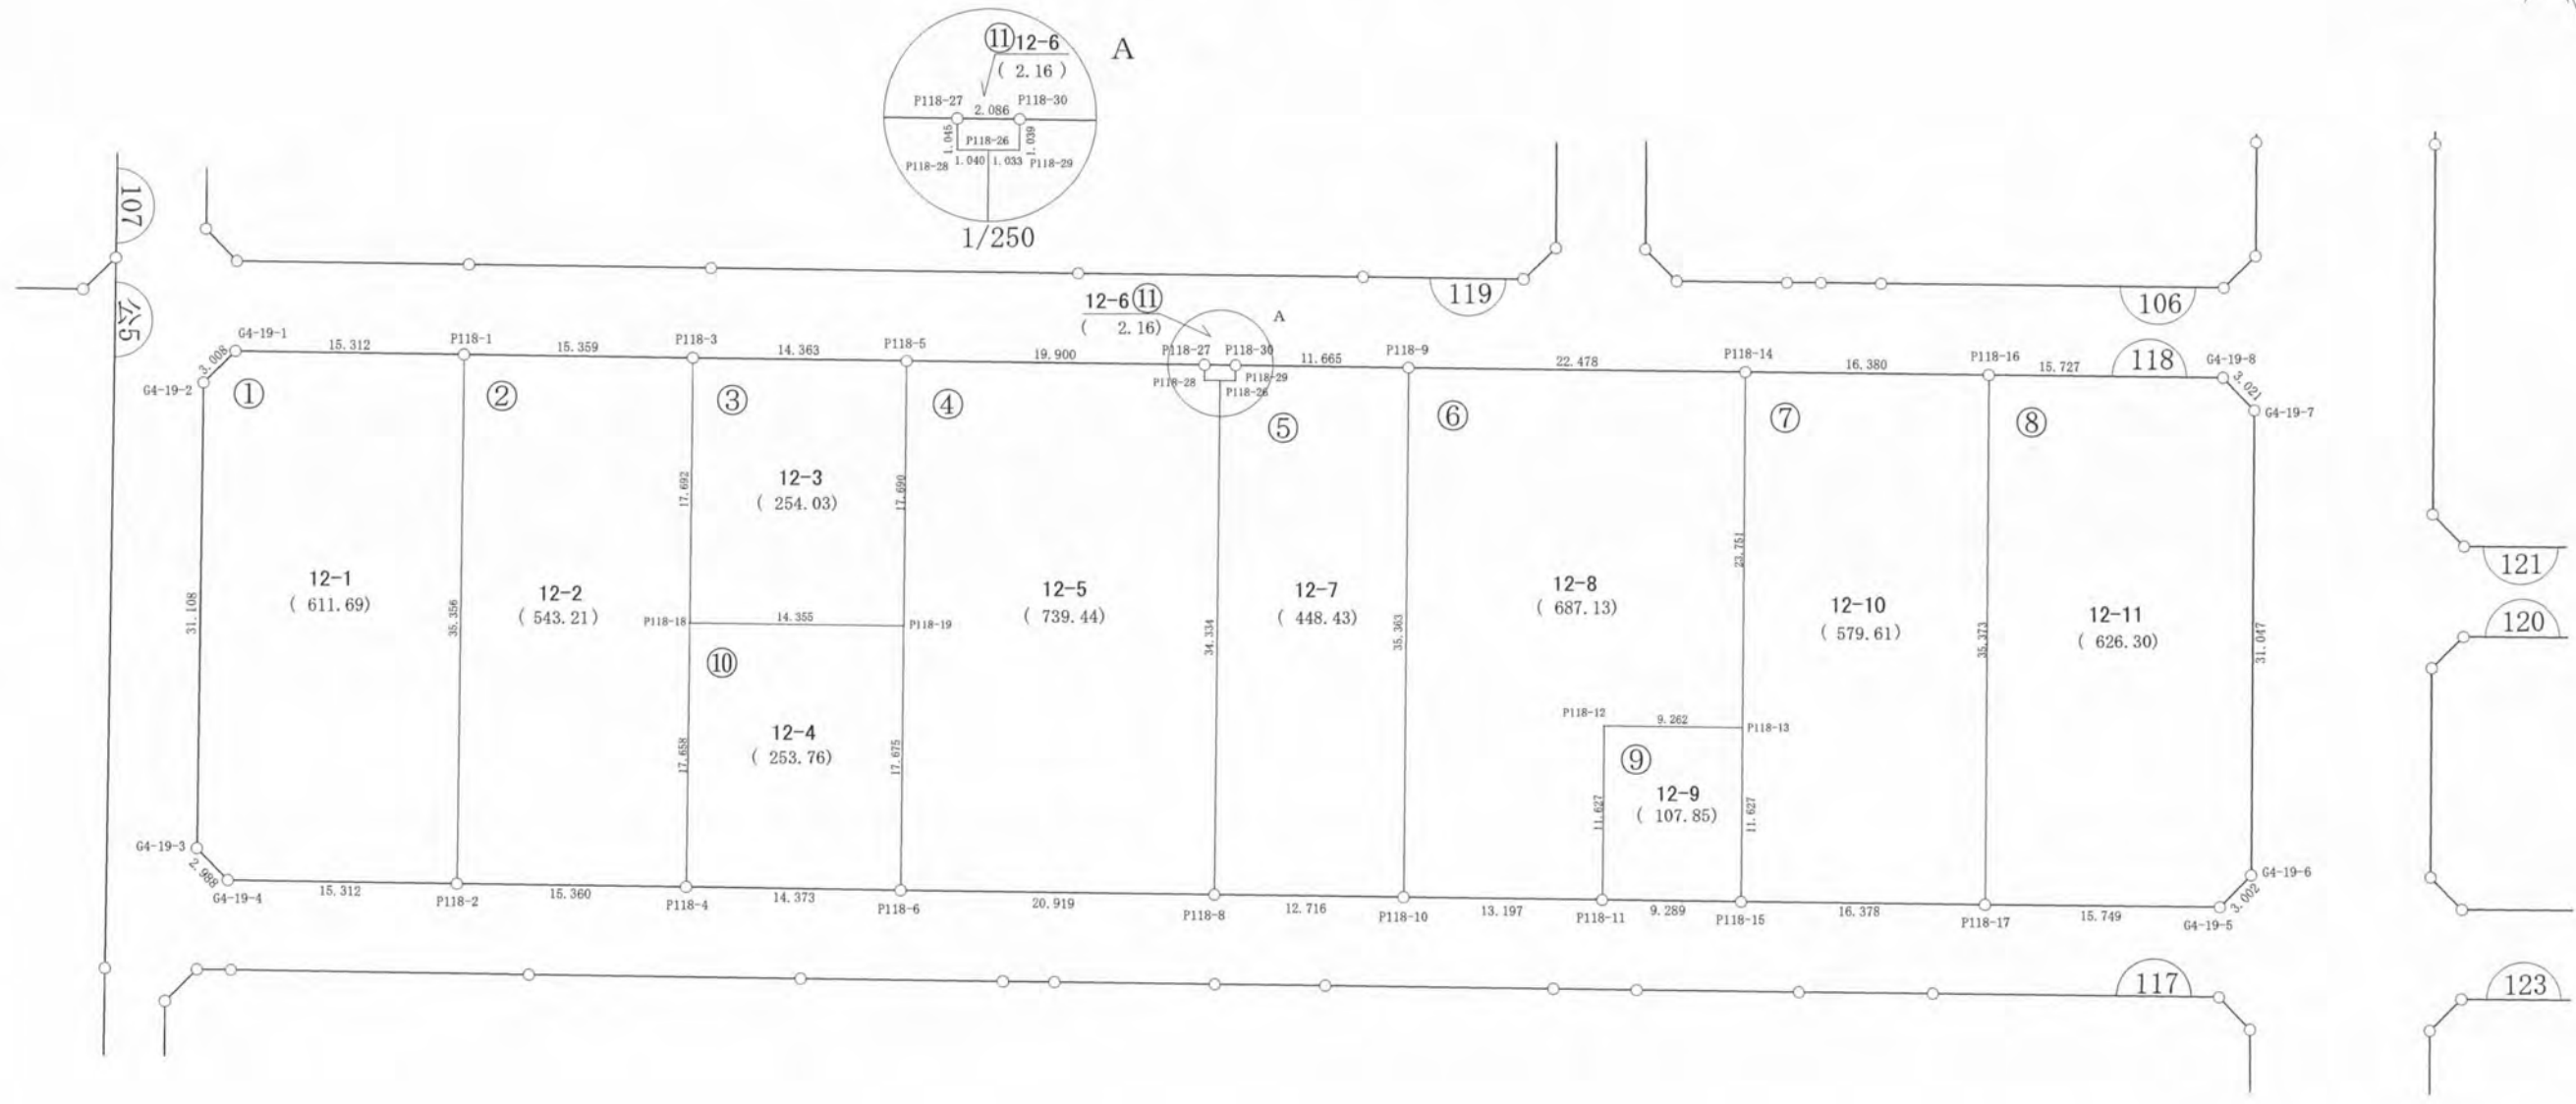 ⑪12-6
( 2.16 )
A
P118-27
2.086
P118-30
1.045
P118-26
1.039
P118-28
1.040
1.033
P118-29
1/250
107
公5
119
106
12-6⑪
( 2.16)
A
G4-19-1
15.312
P118-1
15.359
P118-3
14.363
P118-5
19.900
P118-27
P118-30
11.665
P118-9
22.478
P118-14
16.380
P118-16
15.727
118
G4-19-8
3.008
3.021
G4-19-2
①
②
③
④
P118-28
P118-29
P118-26
⑤
⑥
⑦
⑧
G4-19-7
17.692
12-3
( 254.03)
17.690
23.751
121
12-1
( 611.69)
12-2
( 543.21)
12-5
( 739.44)
12-7
( 448.43)
12-8
( 687.13)
12-10
( 579.61)
12-11
( 626.30)
120
31.108
35.356
P118-18
14.355
P118-19
34.334
35.363
35.373
31.047
⑩
P118-12
9.262
P118-13
17.658
12-4
( 253.76)
17.675
⑨
12-9
( 107.85)
11.627
11.627
G4-19-3
2.988
G4-19-4
15.312
P118-2
15.360
P118-4
14.373
P118-6
20.919
P118-8
12.716
P118-10
13.197
P118-11
9.289
P118-15
16.378
P118-17
15.749
G4-19-5
3.002
G4-19-6
117
123